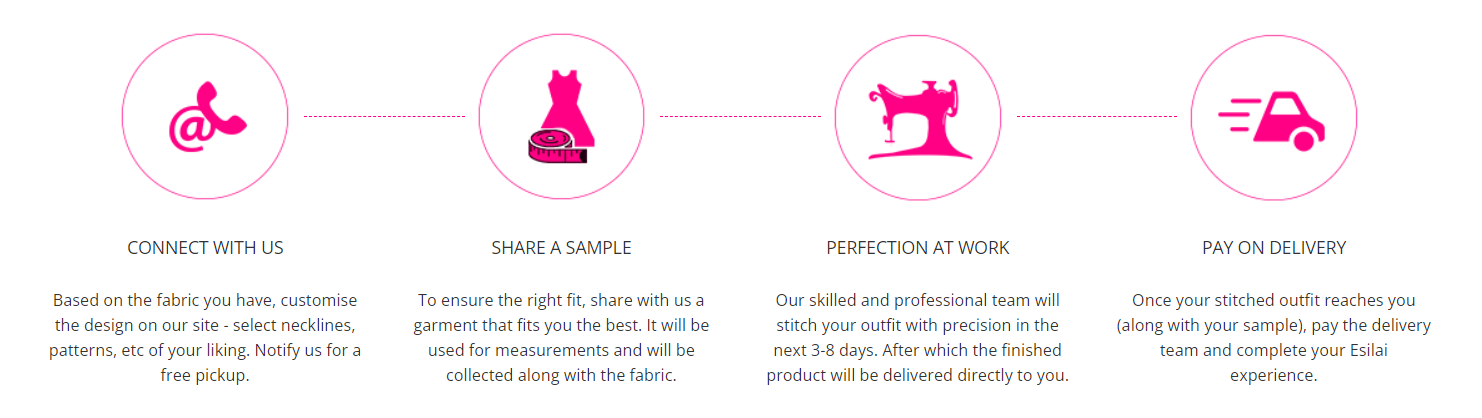 @
CONNECT WITH US
Based on the fabric you have, customise
the design on our site - select necklines,
patterns, etc of your liking. Notify us for a
free pickup.
SHARE A SAMPLE
To ensure the right fit, share with us a
garment that fits you the best. It will be
used for measurements and will be
collected along with the fabric.
PERFECTION AT WORK
Our skilled and professional team will
stitch your outfit with precision in the
next 3-8 days. After which the finished
product will be delivered directly to you.
PAY ON DELIVERY
Once your stitched outfit reaches you
(along with your sample), pay the delivery
team and complete your Esilai
experience.